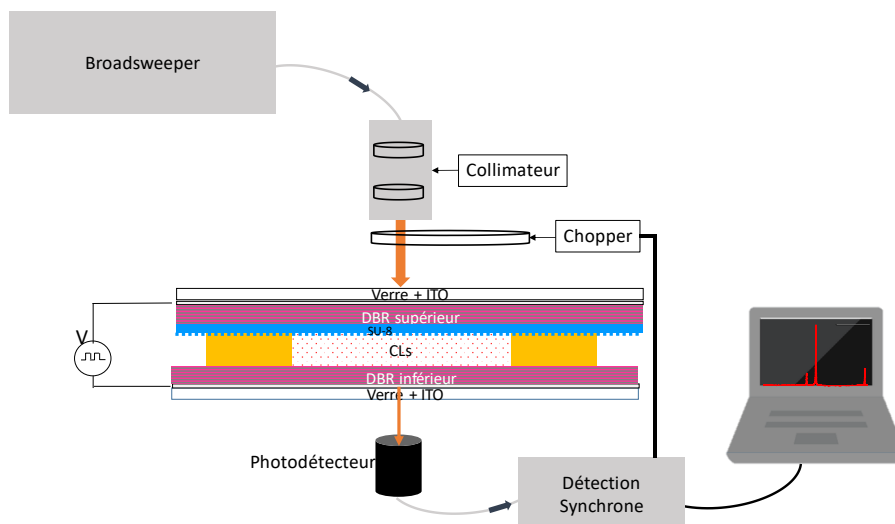 Broadsweeper
Collimateur
Chopper
Verre + ITO
DBR supérieur
SU-8
V
CLs
DBR inférieur
Verre + ITO
Photodétecteur
Détection
Synchrone